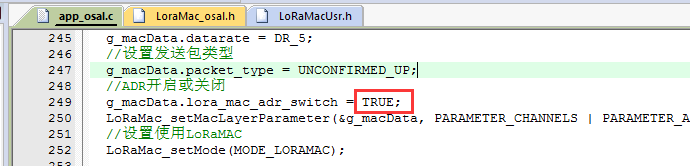 app_osal.c LoraMac_osal.h LoRaMacUsr.h
245 g_macData.datarate = DR_5;
246 //设置发送包类型
247 g_macData.packet_type = UNCONFIRMED_UP;
248 //ADR开启或关闭
249 g_macData.lora_mac_adr_switch = TRUE;
250 LoRaMac_setMacLayerParameter(&g_macData, PARAMETER_CHANNELS | PARAMETER_A
251 //设置使用LoRaMAC
252 LoRaMac_setMode(MODE_LORAMAC);